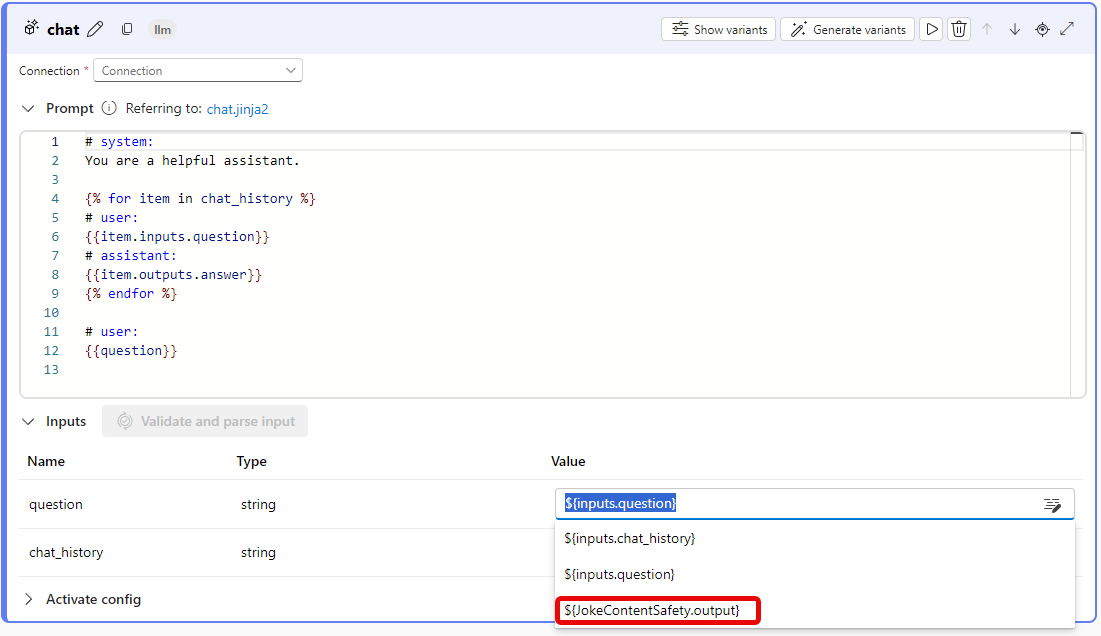 chat llm Show variants Generate variants
Connection * Connection
Prompt Referring to: chat.jinja2
1 # system:
2 You are a helpful assistant.
3
4 {% for item in chat_history %}
5 # user:
6 {{item.inputs.question}}
7 # assistant:
8 {{item.outputs.answer}}
9 {% endfor %}
10
11 # user:
12 {{question}}
13
Inputs Validate and parse input
Name Type Value
question string ${inputs.question}
${inputs.chat_history}
chat_history string
${inputs.question}
Activate config
${JokeContentSafety.output}